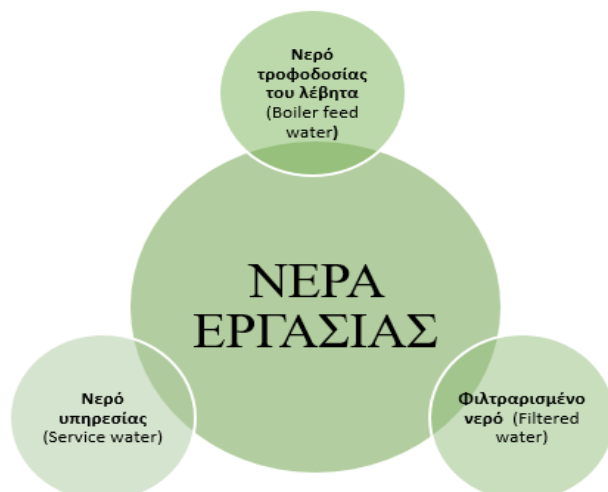 Νερό
τροφοδοσίας
του λέβητα
(Boiler feed
water)
ΝΕΡΑ
ΕΡΓΑΣΙΑΣ
Νερό
υπηρεσίας
(Service water)
Φιλτραρισμένο
νερό (Filtered
water)